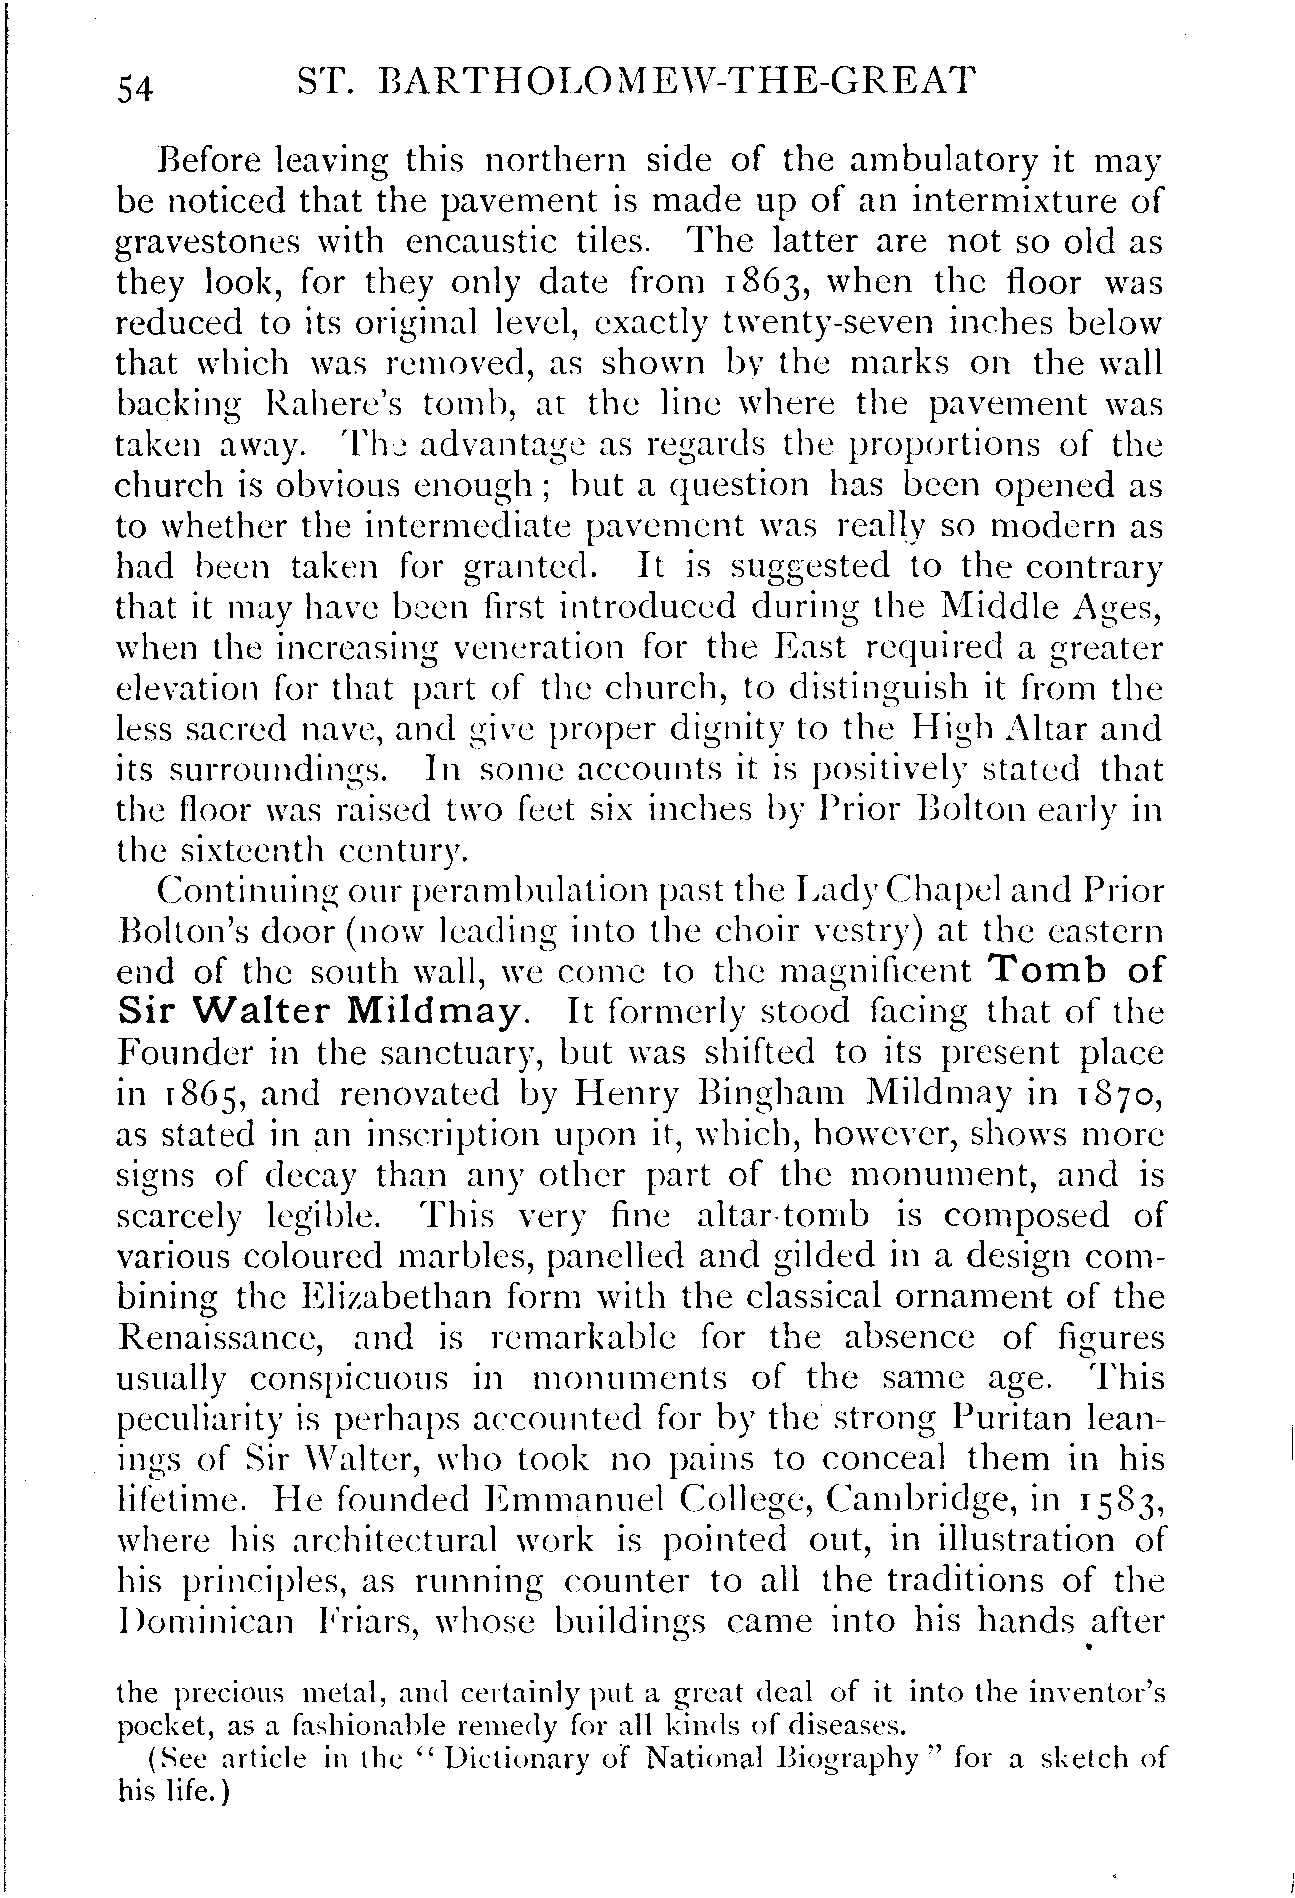 54 ST. BARTHOLOMEW-THE-GREAT
Before leaving this northern side of the ambulatory it may
be noticed that the pavement is made up of an intermixture of
gravestones with encaustic tiles. The latter are not so old as
they look, for they only date from 1863, when the floor was
reduced to its original level, exactly twenty-seven inches below
that which was removed, as shown by the marks on the wall
backing Rahere's tomb, at the line where the pavement was
taken away. The advantage as regards the proportions of the
church is obvious enough; but a question has been opened as
to whether the intermediate pavement was really so modern as
had been taken for granted. It is suggested to the contrary
that it may have been first introduced during the Middle Ages,
when the increasing veneration for the East required a greater
elevation for that part of the church, to distinguish it from the
less sacred nave, and give proper dignity to the High Altar and
its surroundings. In some accounts it is positively stated that
the floor was raised two feet six inches by Prior Bolton early in
the sixteenth century.
Continuing our perambulation past the Lady Chapel and Prior
Bolton's door (now leading into the choir vestry) at the eastern
end of the south wall, we come to the magnificent Tomb of
Sir Walter Mildmay. It formerly stood facing that of the
Founder in the sanctuary, but was shifted to its present place
in 1865, and renovated by Henry Bingham Mildmay in 1870,
as stated in an inscription upon it, which, however, shows more
signs of decay than any other part of the monument, and is
scarcely legible. This very fine altar-tomb is composed of
various coloured marbles, panelled and gilded in a design com-
bining the Elizabethan form with the classical ornament of the
Renaissance, and is remarkable for the absence of figures
usually conspicuous in monuments of the same age. This
peculiarity is perhaps accounted for by the strong Puritan lean-
ings of Sir Walter, who took no pains to conceal them in his
lifetime. He founded Emmanuel College, Cambridge, in 1583,
where his architectural work is pointed out, in illustration of
his principles, as running counter to all the traditions of the
Dominican Friars, whose buildings came into his hands after
the precious metal, and certainly put a great deal of it into the inventor's
pocket, as a fashionable remedy for all kinds of diseases.
(See article in the "Dictionary of National Biography" for a sketch of
his life.)